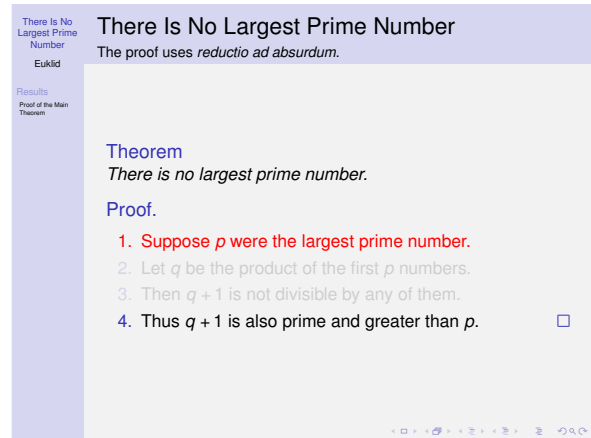 There Is No
Largest Prime
Number
Euklid
Results
Proof of the Main
Theorem
There Is No Largest Prime Number
The proof uses reductio ad absurdum.
Theorem
There is no largest prime number.
Proof.
1. Suppose p were the largest prime number.
2. Let q be the product of the first p numbers.
3. Then q + 1 is not divisible by any of them.
4. Thus q + 1 is also prime and greater than p. □